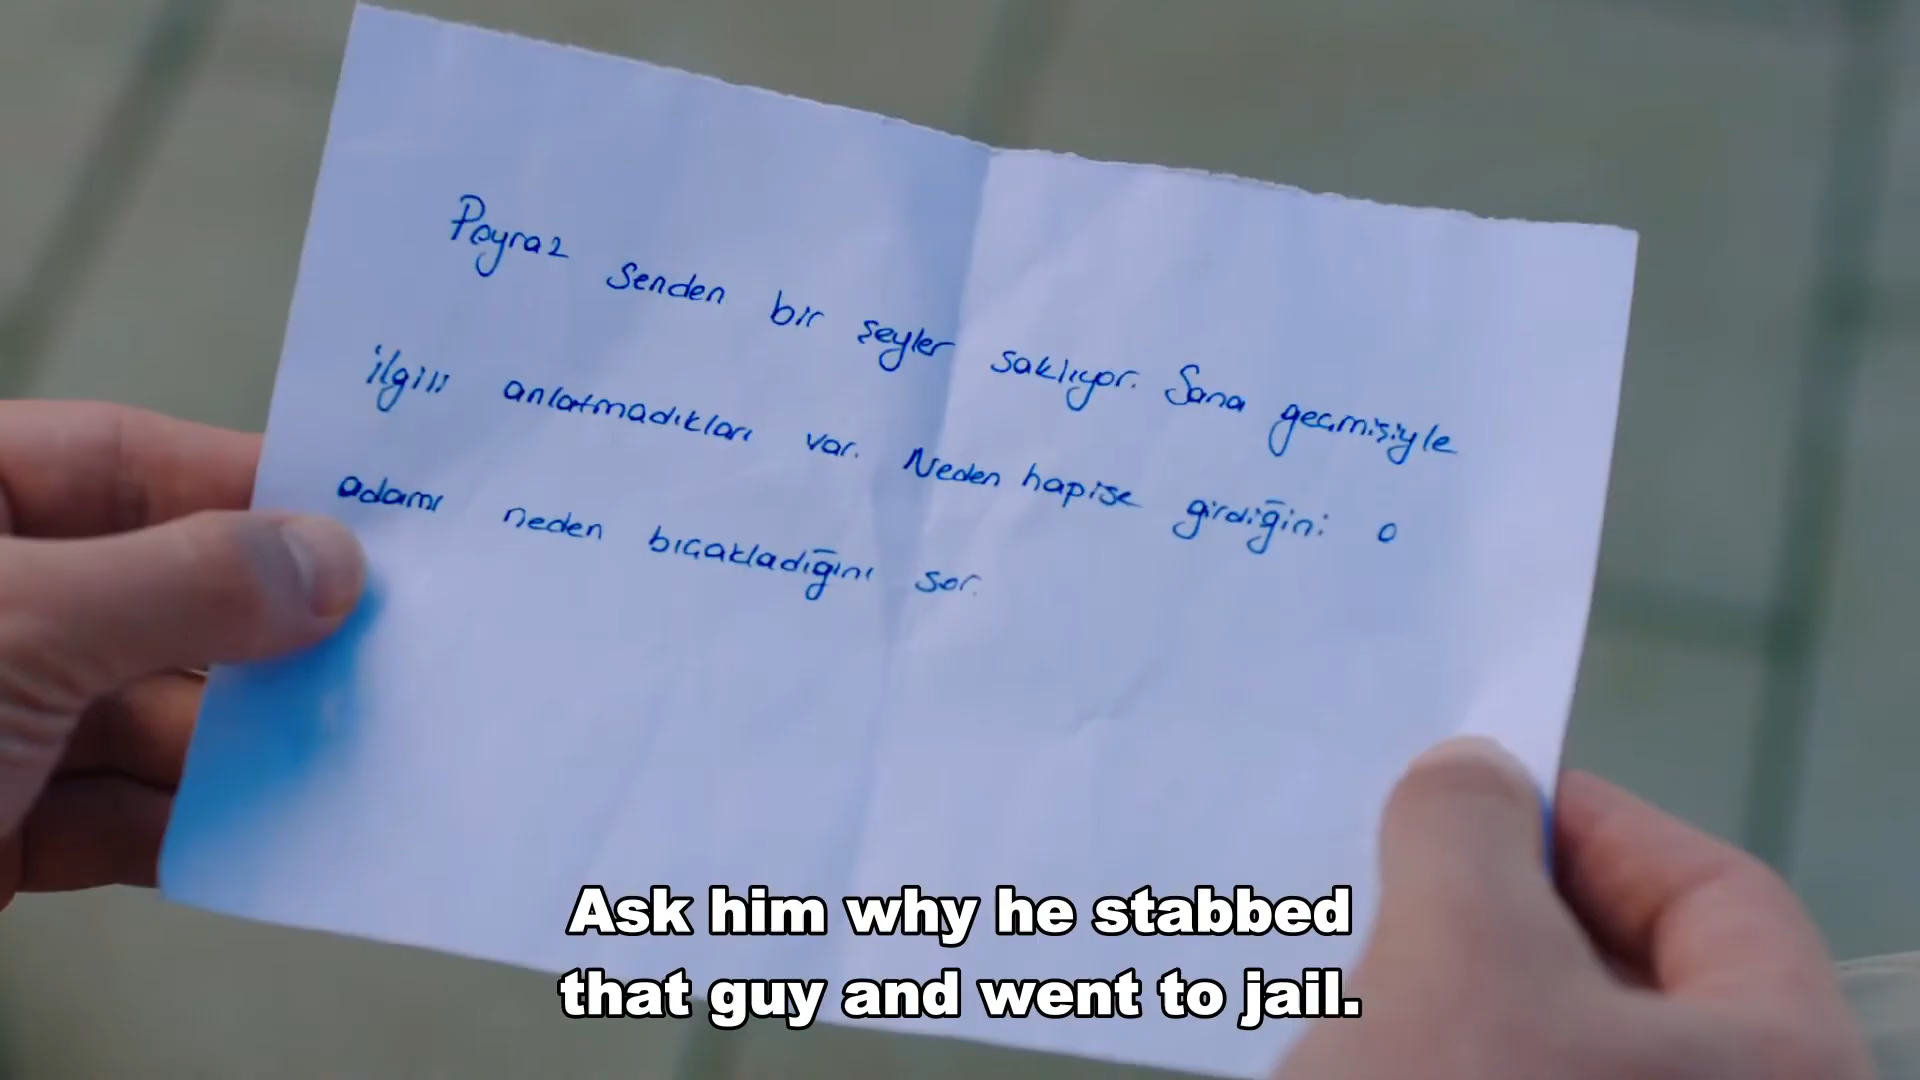 Poyraz senden bir şeyler saklıyor. Sana geçmişiyle
ilgili anlatmadıkları var. Neden hapise girdiğini o
adamı neden bıçakladığını sor.
Ask him why he stabbed
that guy and went to jail.